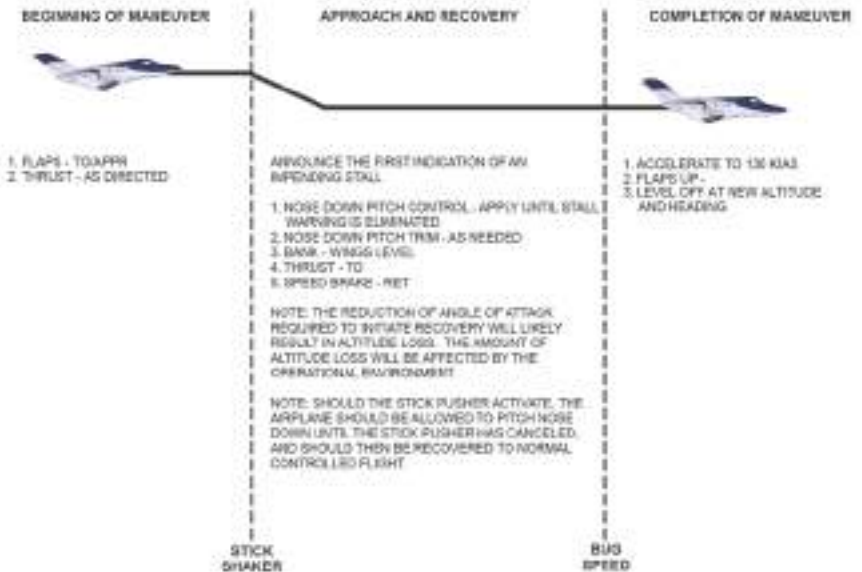 BEGINNING OF MANEUVER
APPROACH AND RECOVERY
COMPLETION OF MANEUVER
1. FLAPS - TO/APPR
2. THRUST - AS DIRECTED
ANNOUNCE THE FIRST INDICATION OF AN
IMPENDING STALL
1. NOSE DOWN PITCH CONTROL - APPLY UNTIL STALL
WARNING IS ELIMINATED
2. NOSE DOWN PITCH TRIM - AS NEEDED
3. BANK - WINGS LEVEL
4. THRUST - TO
5. SPEED BRAKE - RET
NOTE: THE REDUCTION OF ANGLE OF ATTACK
REQUIRED TO INITIATE RECOVERY WILL LIKELY
RESULT IN ALTITUDE LOSS. THE AMOUNT OF
ALTITUDE LOSS WILL BE AFFECTED BY THE
OPERATIONAL ENVIRONMENT
NOTE: SHOULD THE STICK PUSHER ACTIVATE, THE
AIRPLANE SHOULD BE ALLOWED TO PITCH NOSE
DOWN UNTIL THE STICK PUSHER HAS CANCELED,
AND SHOULD THEN BE RECOVERED TO NORMAL
CONTROLLED FLIGHT
1. ACCELERATE TO KIAS
2. FLAPS UP -
3. LEVEL OFF AT NEW ALTITUDE
AND HEADING
STICK
SHAKER
BUG
SPEED